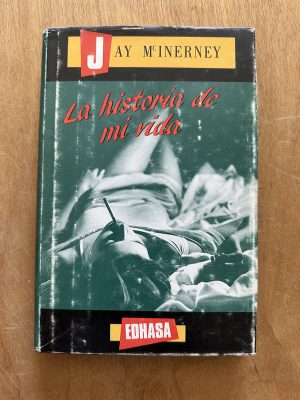 JAY McINERNEY
La historia de
mi vida
EDHASA